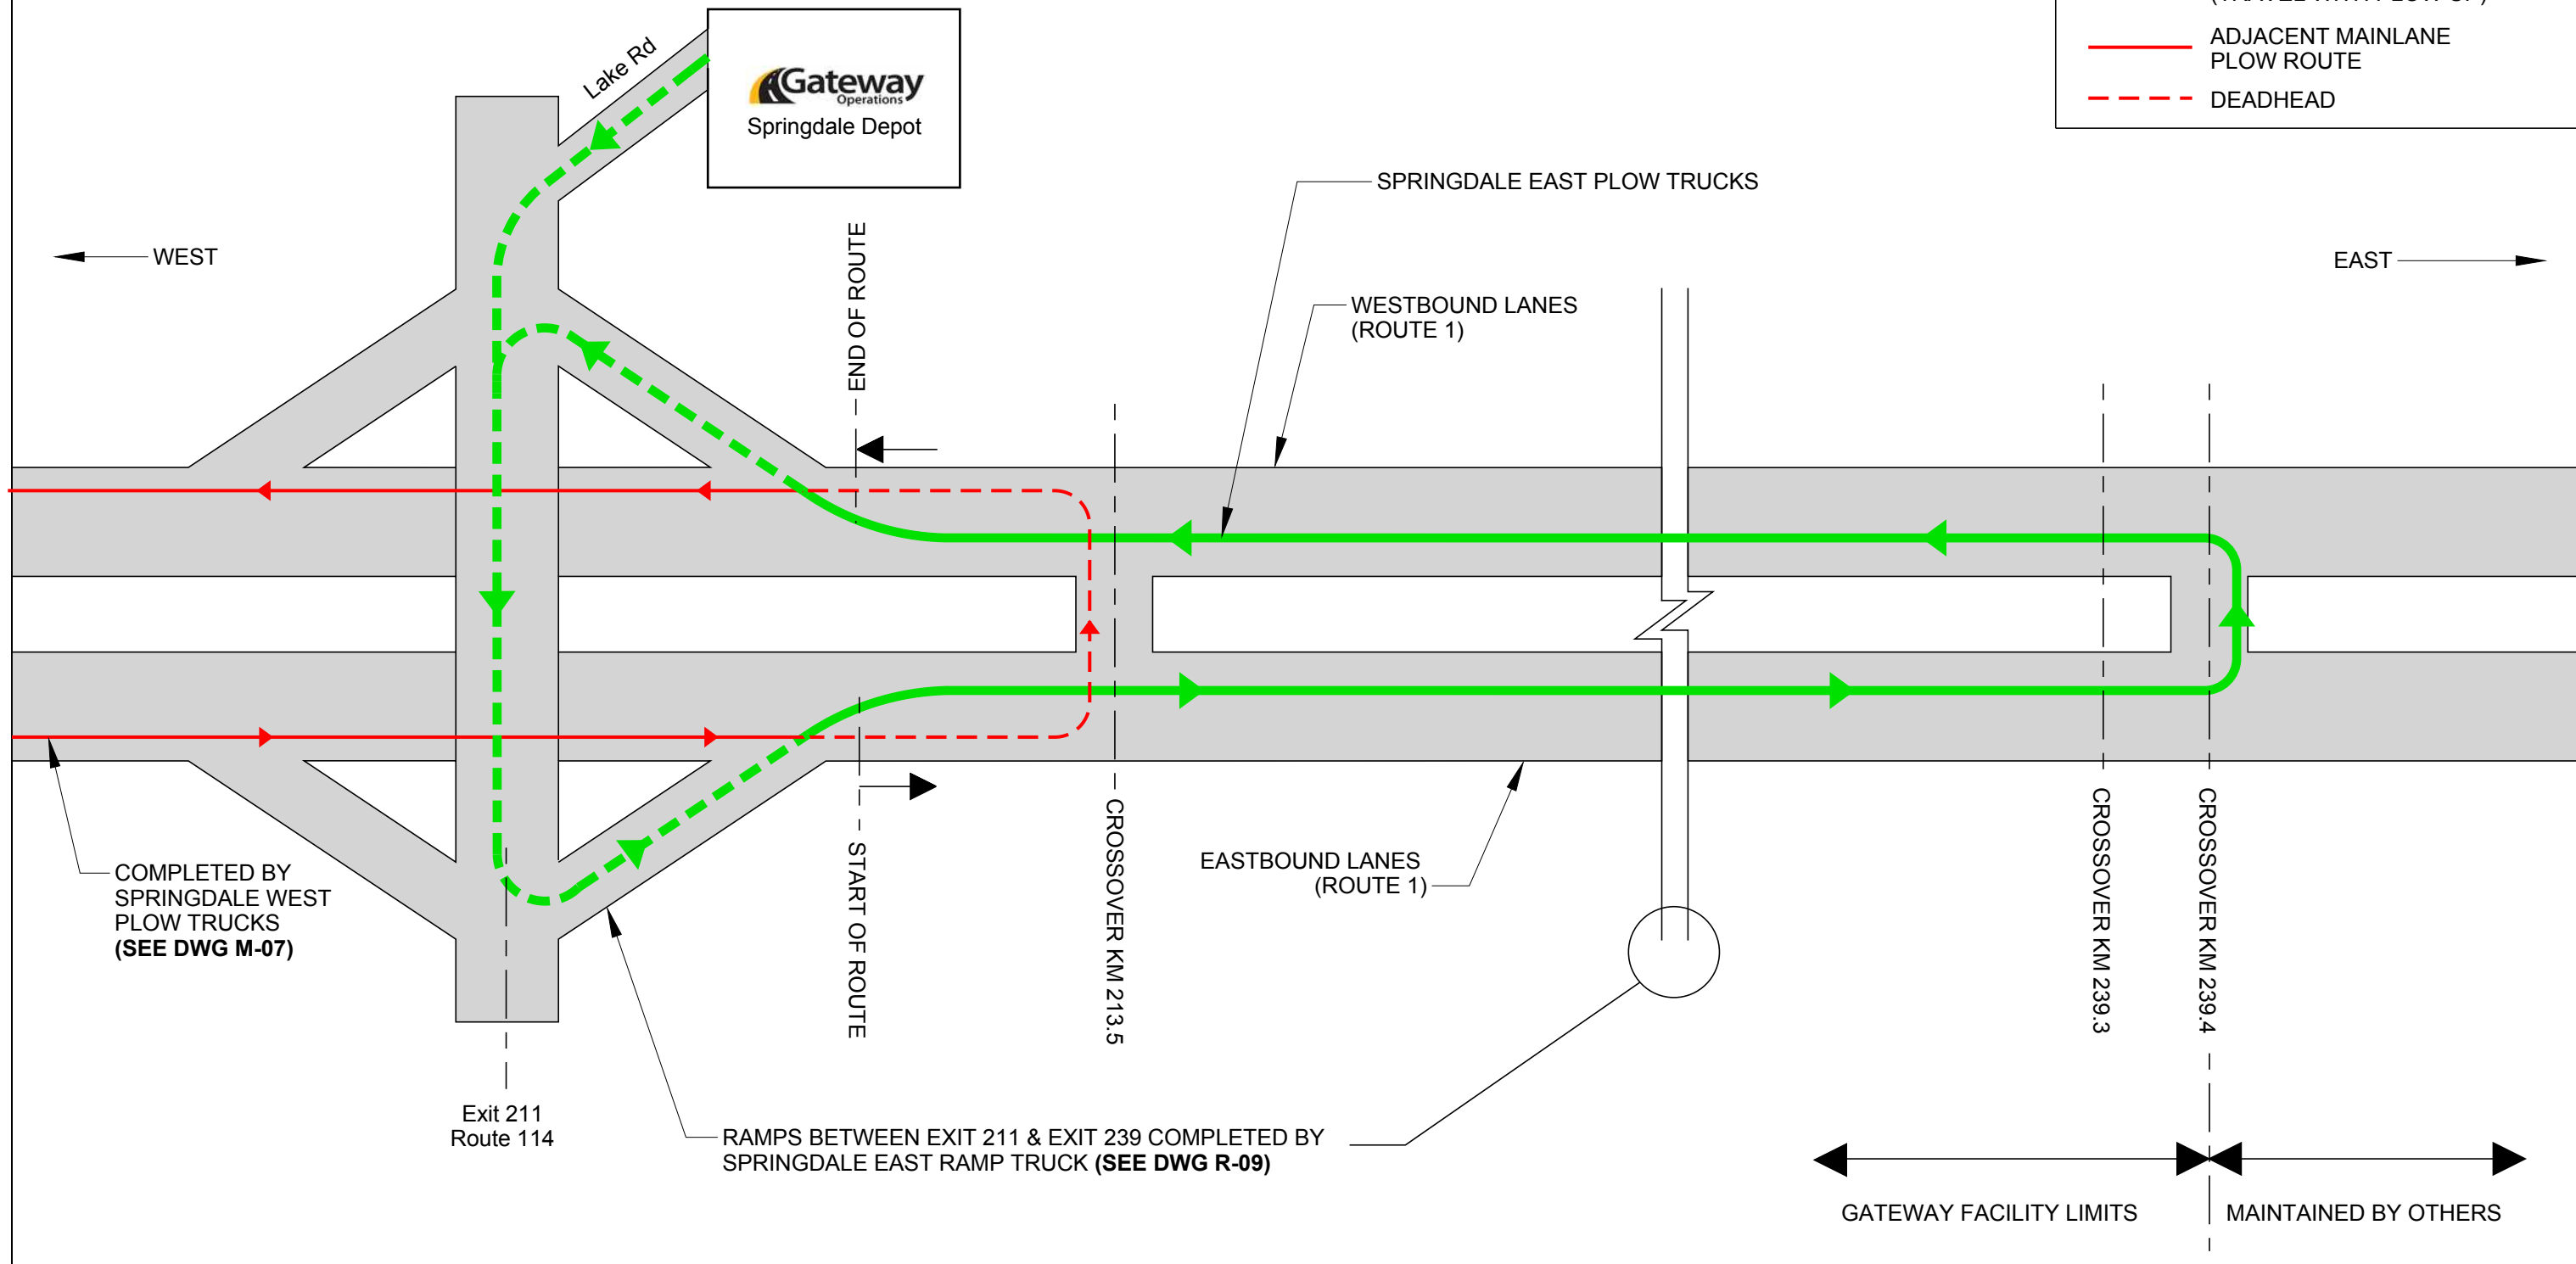 ADJACENT MAINLANE
PLOW ROUTE
DEADHEAD
Lake Rd
Gateway
Operations
Springdale Depot
SPRINGDALE EAST PLOW TRUCKS
WEST
EAST
END OF ROUTE
WESTBOUND LANES
(ROUTE 1)
COMPLETED BY
SPRINGDALE WEST
PLOW TRUCKS
(SEE DWG M-07)
START OF ROUTE
CROSSOVER KM 213.5
EASTBOUND LANES
(ROUTE 1)
CROSSOVER KM 239.3
CROSSOVER KM 239.4
Exit 211
Route 114
RAMPS BETWEEN EXIT 211 & EXIT 239 COMPLETED BY
SPRINGDALE EAST RAMP TRUCK (SEE DWG R-09)
GATEWAY FACILITY LIMITS
MAINTAINED BY OTHERS